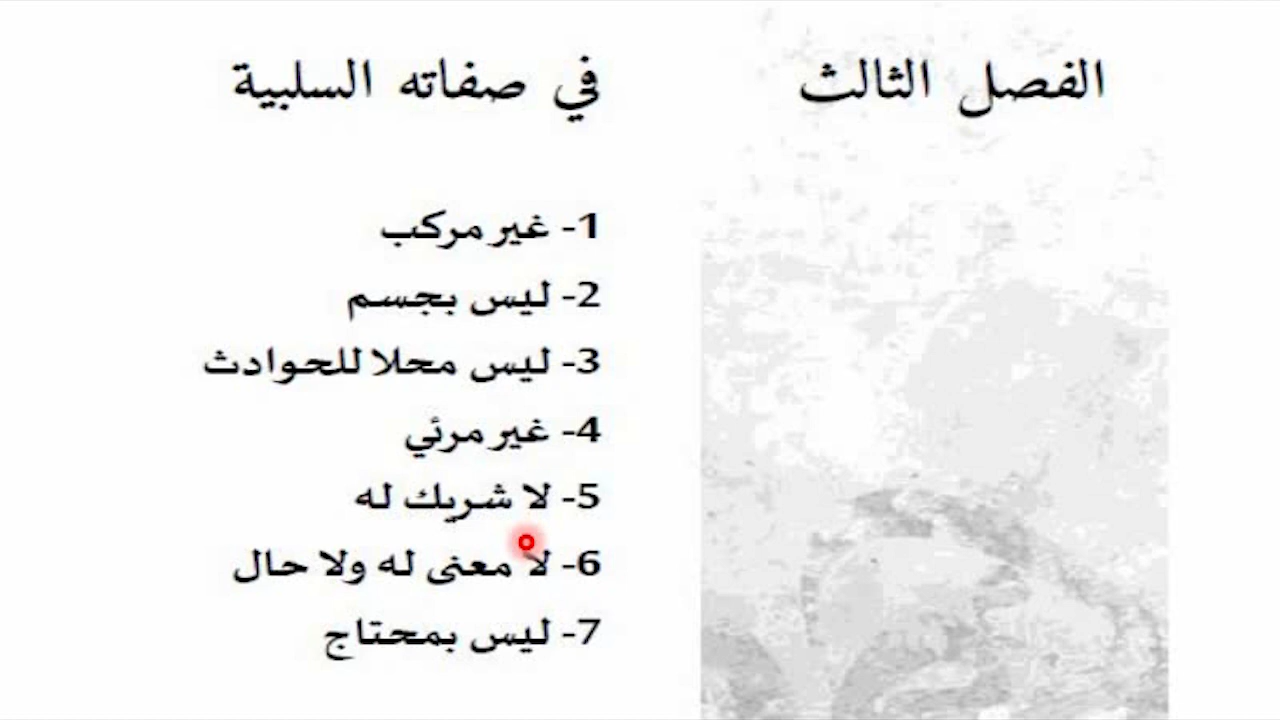 الفصل الثالث
في صفاته السلبية
1- غير مركب
2- ليس بجسم
3- ليس محلا للحوادث
4- غير مرئي
5- لا شريك له
6- لا معنى له ولا حال
7- ليس بمحتاج